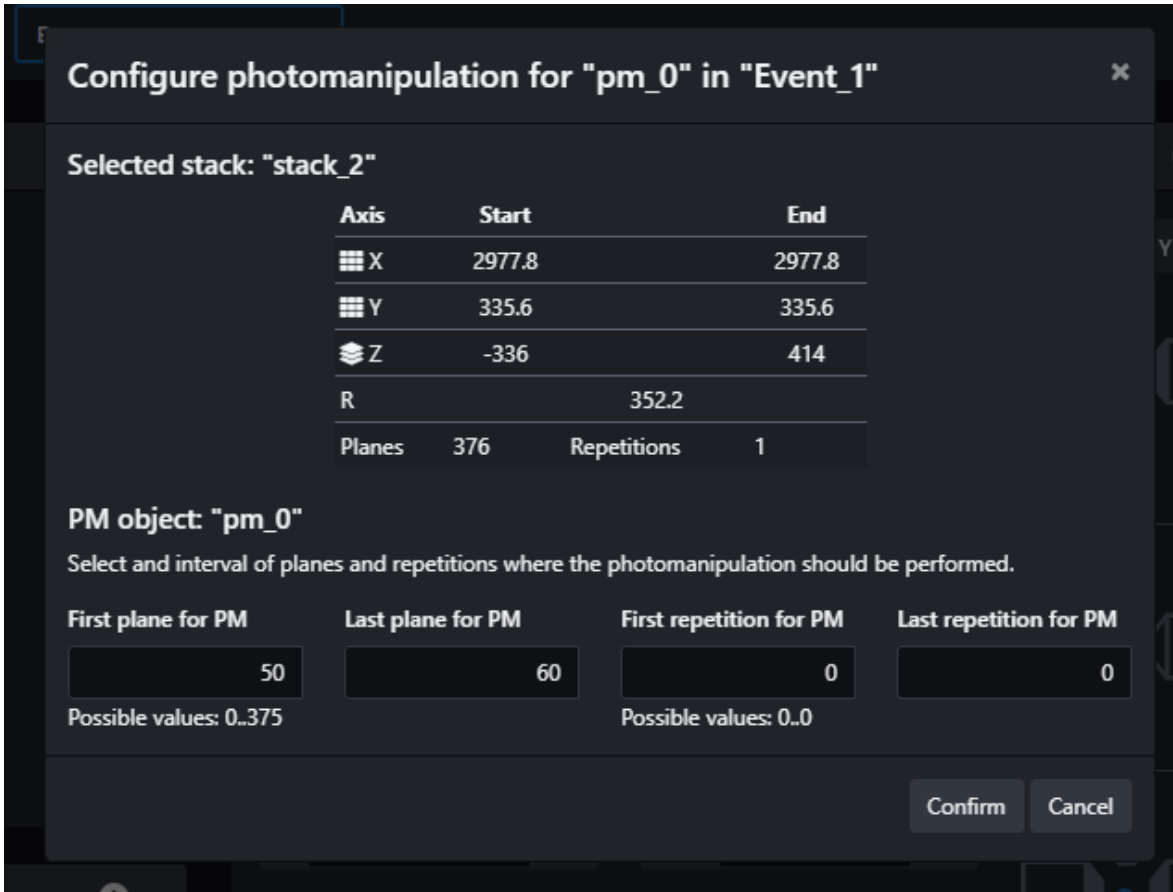 Configure photomanipulation for "pm_0" in "Event_1"
Selected stack: "stack_2"
Axis Start End
X 2977.8 2977.8
Y 335.6 335.6
Z -336 414
R 352.2
Planes 376 Repetitions 1
PM object: "pm_0"
Select and interval of planes and repetitions where the photomanipulation should be performed.
First plane for PM Last plane for PM First repetition for PM Last repetition for PM
50 60 0 0
Possible values: 0..375 Possible values: 0..0
Confirm Cancel